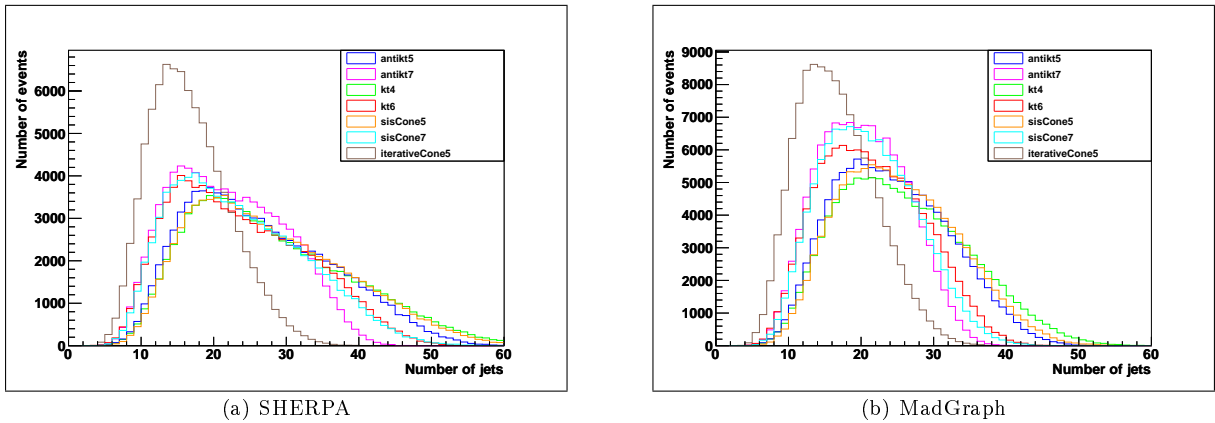 Number of events
6000
5000
4000
3000
2000
1000
0
0 10 20 30 40 50 60
Number of jets
antikt5
antikt7
kt4
kt6
sisCone5
sisCone7
iterativeCone5
(a) SHERPA
Number of events
9000
8000
7000
6000
5000
4000
3000
2000
1000
0
0 10 20 30 40 50 60
Number of jets
antikt5
antikt7
kt4
kt6
sisCone5
sisCone7
iterativeCone5
(b) MadGraph